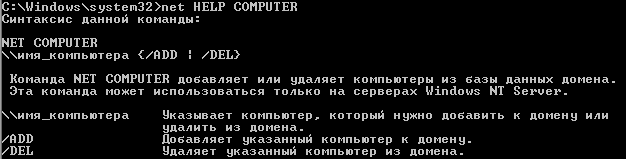 C:\Windows\system32>net HELP COMPUTER
Синтаксис данной команды:
NET COMPUTER
\\имя_компьютера {/ADD | /DEL}
Команда NET COMPUTER добавляет или удаляет компьютеры из базы данных домена.
Эта команда может использоваться только на серверах Windows NT Server.
\\имя_компьютера Указывает компьютер, который нужно добавить к домену или
удалить из домена.
/ADD Добавляет указанный компьютер к домену.
/DEL Удаляет указанный компьютер из домена.